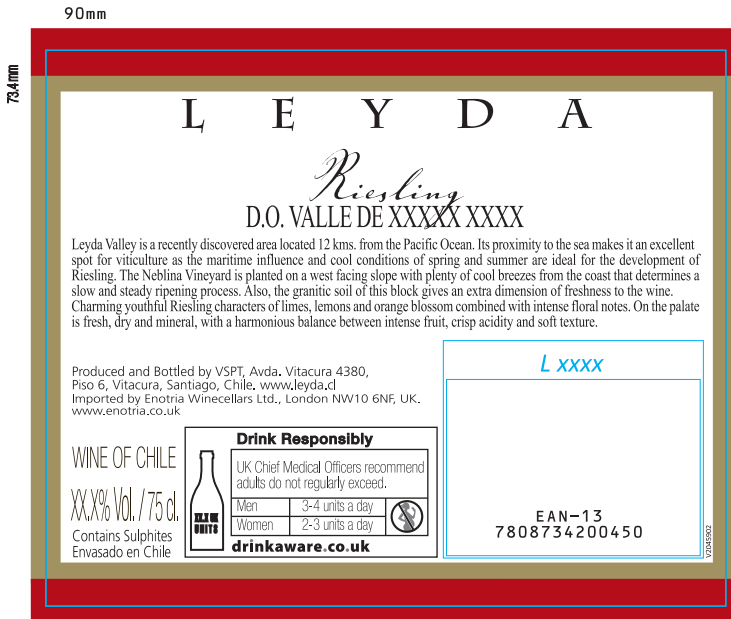 90mm
73.4mm
LEYDA
Riesling
D.O. VALLE DE XXXXX XXXX
Leyda Valley is a recently discovered area located 12 kms. from the Pacific Ocean. Its proximity to the sea makes it an excellent
spot for viticulture as the maritime influence and cool conditions of spring and summer are ideal for the development of
Riesling. The Neblina Vineyard is planted on a west facing slope with plenty of cool breezes from the coast that determines a
slow and steady ripening process. Also, the granitic soil of this block gives an extra dimension of freshness to the wine.
Charming youthful Riesling characters of limes, lemons and orange blossom combined with intense floral notes. On the palate
is fresh, dry and mineral, with a harmonious balance between intense fruit, crisp acidity and soft texture.
Produced and Bottled by VSPT, Avda. Vitacura 4380,
Piso 6, Vitacura, Santiago, Chile. www.leyda.cl
Imported by Enotria Winecellars Ltd., London NW10 6NF, UK.
www.enotria.co.uk
WINE OF CHILE
XX.X% Vol. / 75 cl.
Contains Sulphites
Envasado en Chile
Drink Responsibly
UK Chief Medical Officers recommend
adults do not regularly exceed.
Men 3-4 units a day
Women 2-3 units a day
XX.X UK
UNITS
drinkaware.co.uk
L xxxx
EAN-13
7808734200450
V2045902